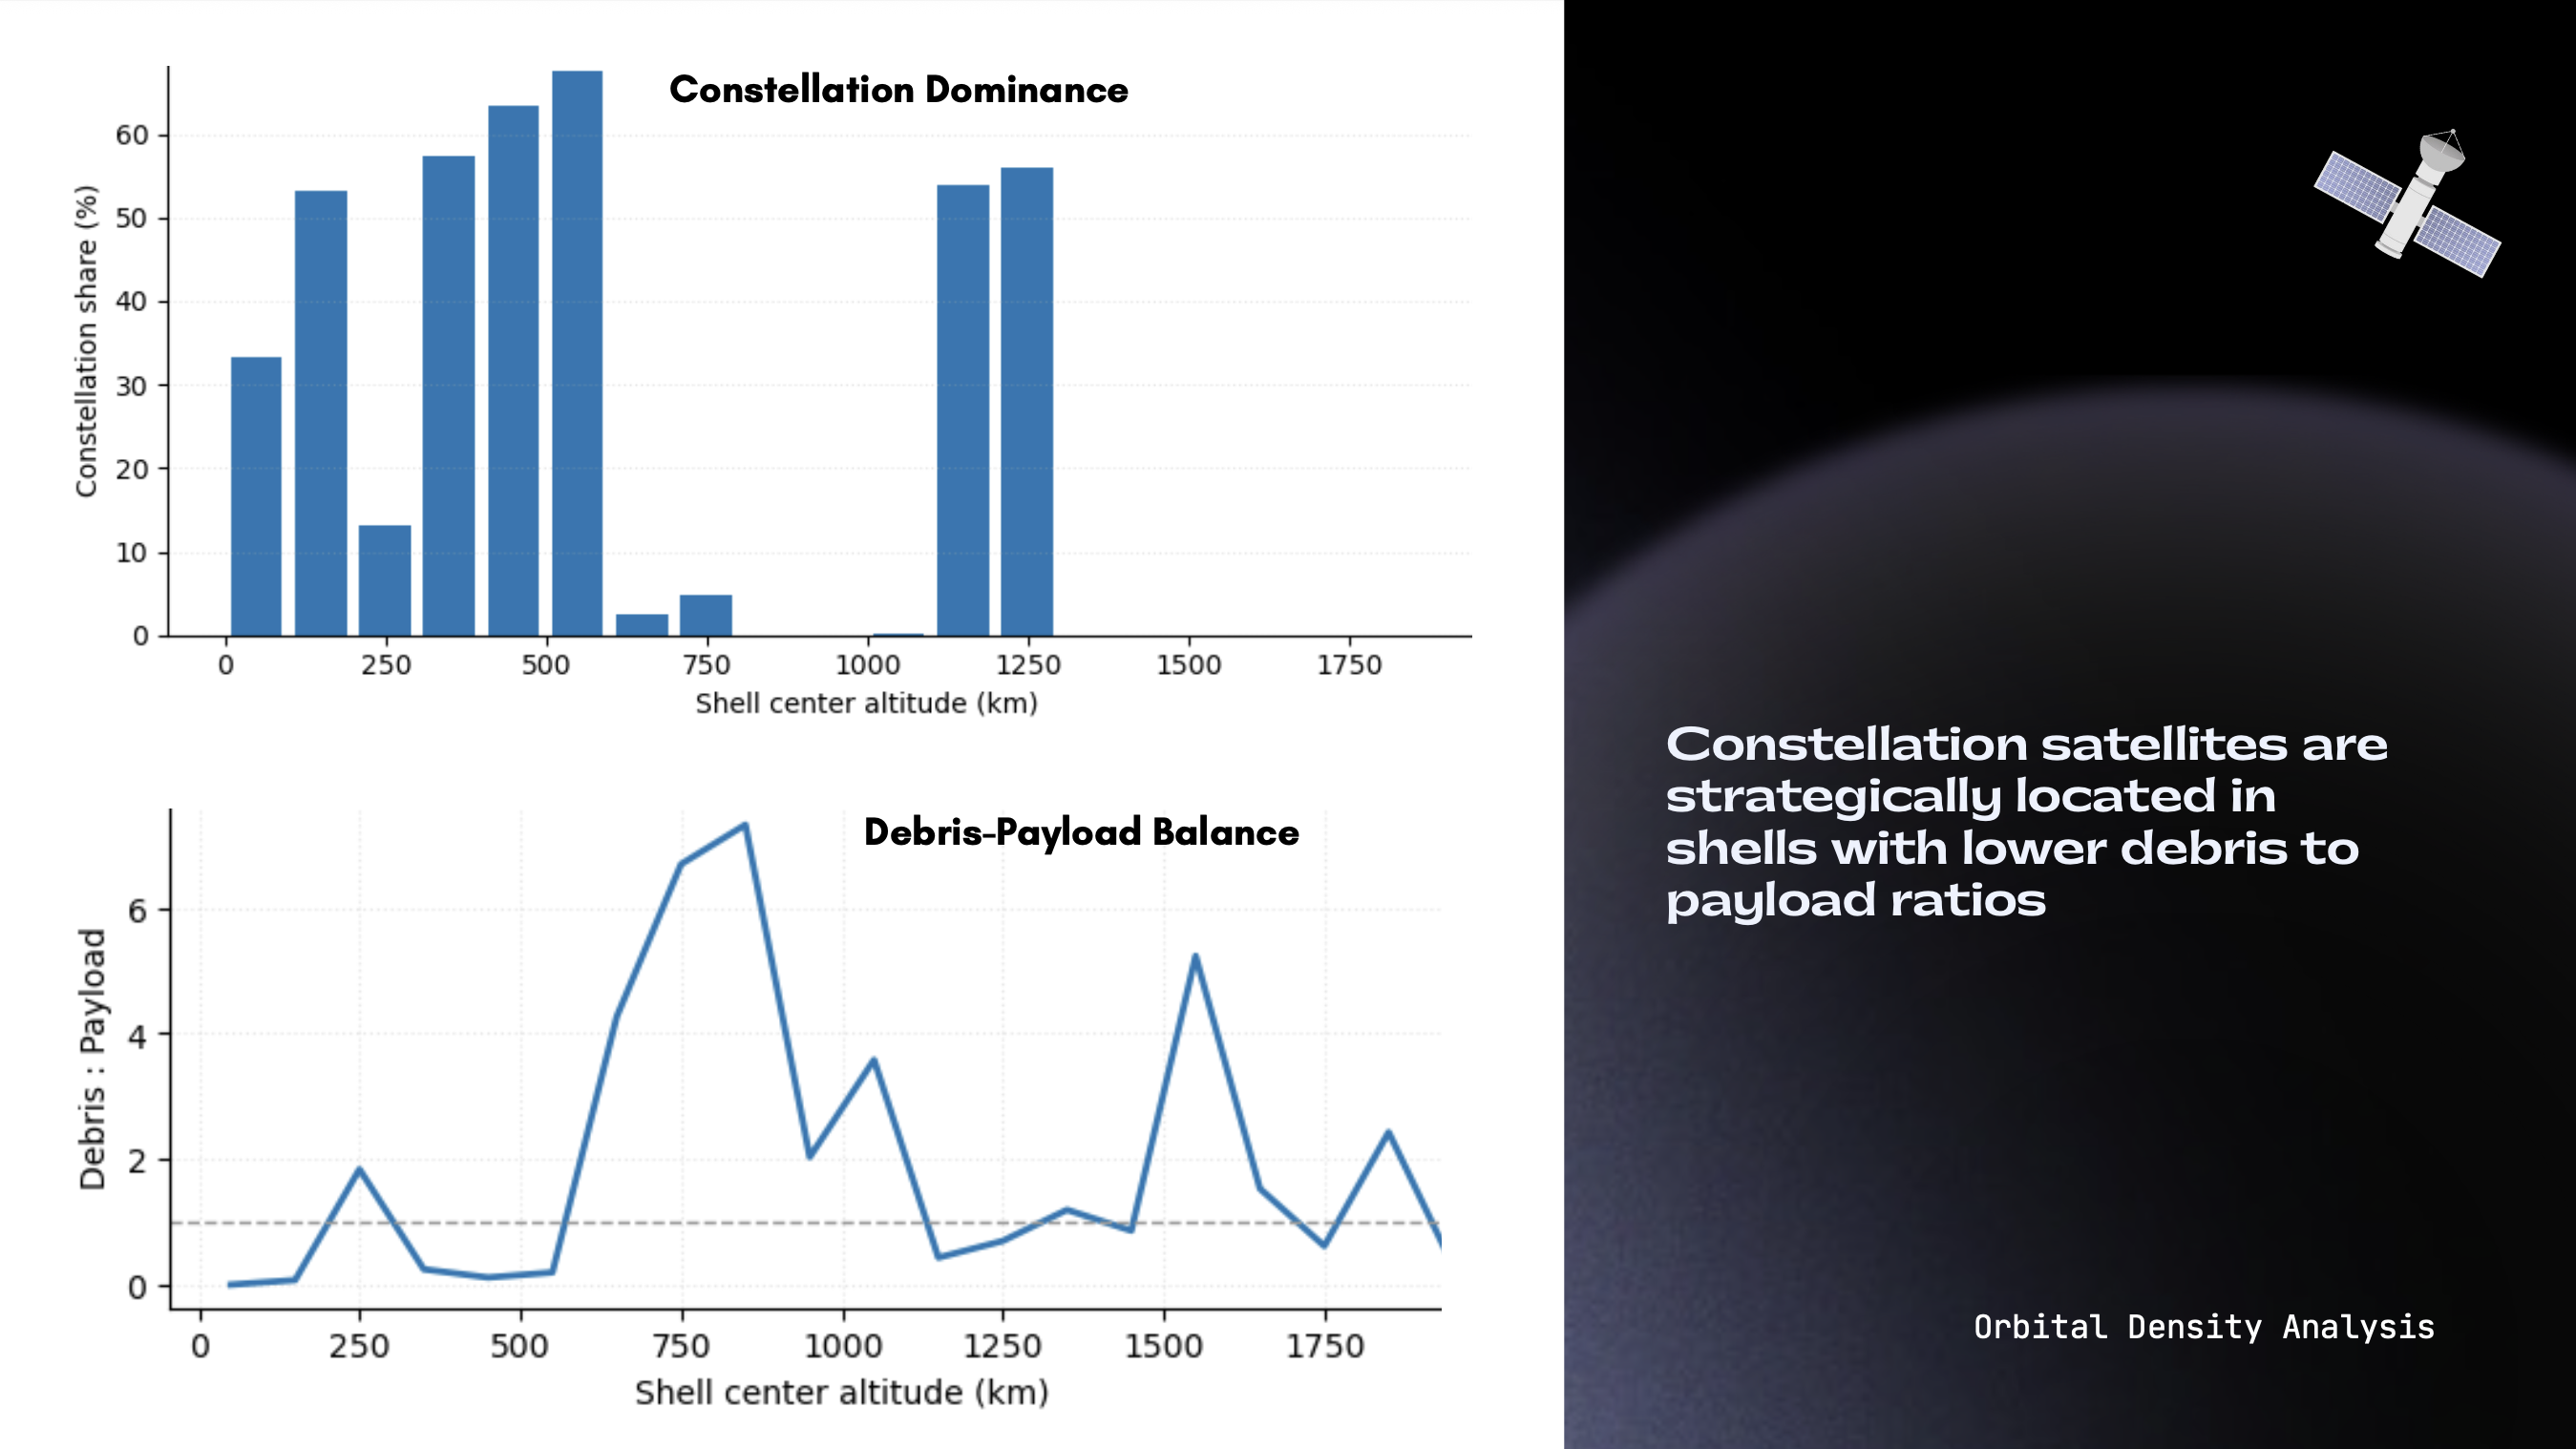 Constellation Dominance
Constellation share (%)
60
50
40
30
20
10
0
0 250 500 750 1000 1250 1500 1750
Shell center altitude (km)
Debris-Payload Balance
Debris : Payload
6
4
2
0
0 250 500 750 1000 1250 1500 1750
Shell center altitude (km)
Constellation satellites are
strategically located in
shells with lower debris to
payload ratios
Orbital Density Analysis